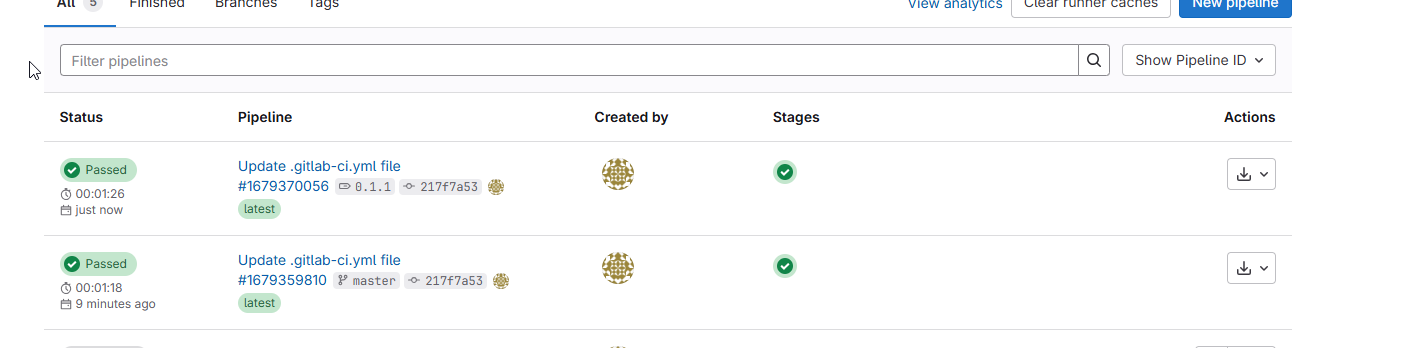 All 5 Finished Branches Tags View analytics Clear runner caches New pipeline
Filter pipelines Show Pipeline ID
Status Pipeline Created by Stages Actions
Passed Update .gitlab-ci.yml file
00:01:26 #1679370056 0.1.1 217f7a53
just now latest
Passed Update .gitlab-ci.yml file
00:01:18 #1679359810 master 217f7a53
9 minutes ago latest